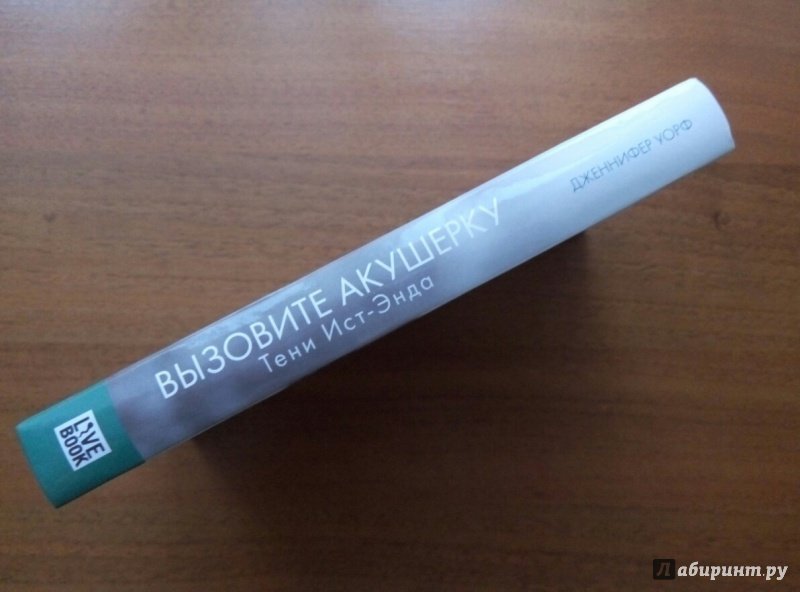 ДЖЕННИФЕР УОРФ
ВЫЗОВИТЕ АКУШЕРКУ
Тени Ист-Энда
LIVE
BOOK
Лабиринт.ру